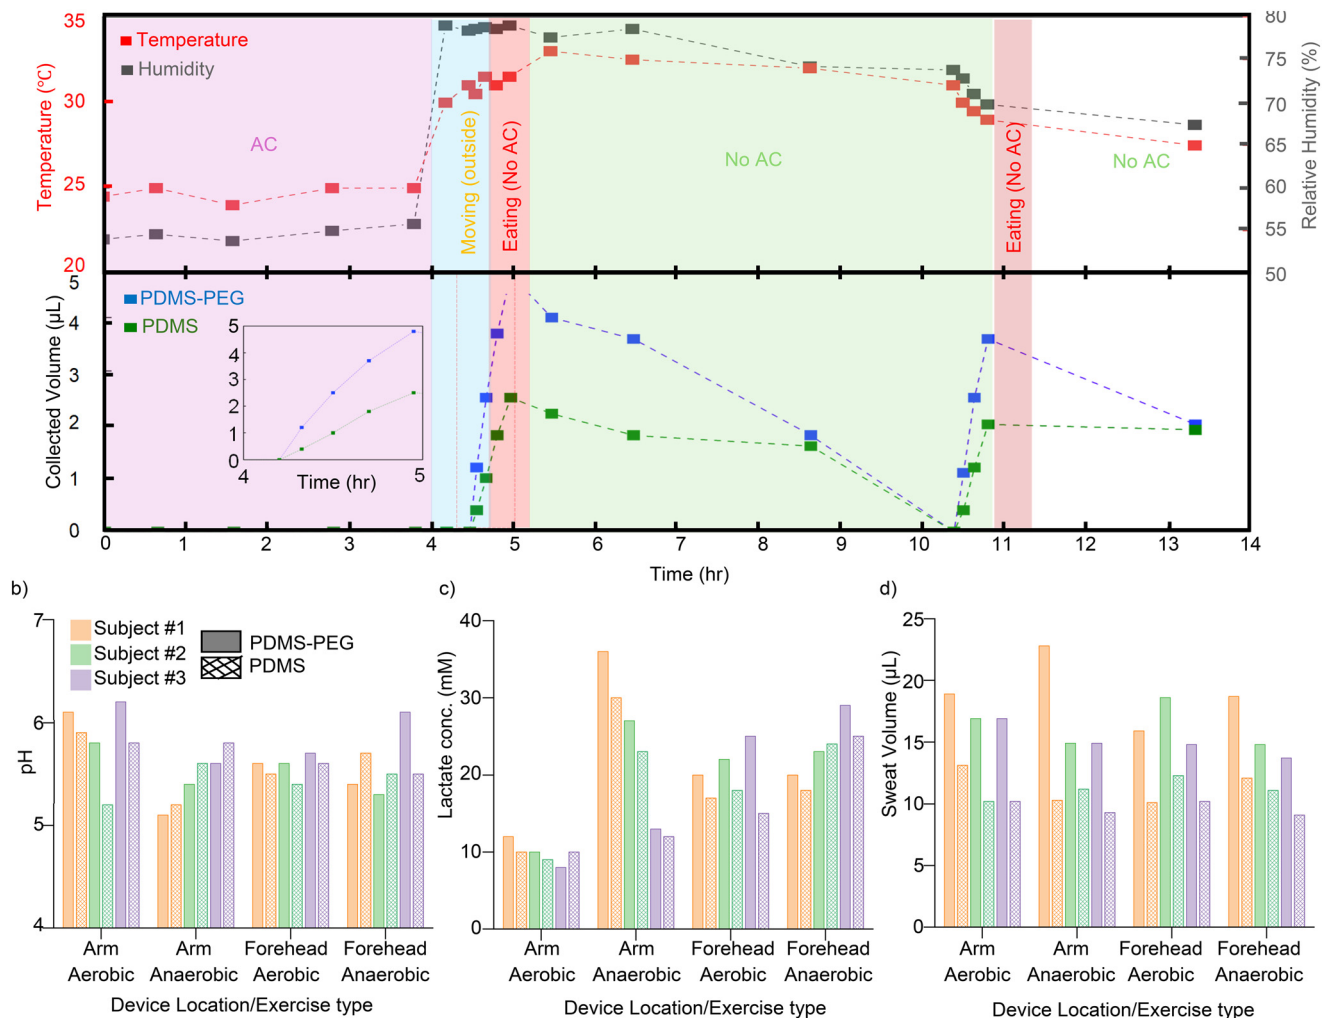 35
30
25
20
Temperature (°C)
Temperature
Humidity
AC
Moving (outside)
Eating (No AC)
No AC
Eating (No AC)
No AC
80
75
70
65
60
55
50
Relative Humidity (%)
5
4
3
2
1
0
Collected Volume (µL)
PDMS-PEG
PDMS
5
4
3
2
1
0
4
5
Time (hr)
0 1 2 3 4 5 6 7 8 9 10 11 12 13 14
Time (hr)
b)
7
6
5
4
pH
Subject #1
Subject #2
Subject #3
PDMS-PEG
PDMS
Arm Aerobic
Arm Anaerobic
Forehead Aerobic
Forehead Anaerobic
Device Location/Exercise type
c)
40
30
20
10
0
Lactate conc. (mM)
Arm Aerobic
Arm Anaerobic
Forehead Aerobic
Forehead Anaerobic
Device Location/Exercise type
d)
25
20
15
10
5
0
Sweat Volume (µL)
Arm Aerobic
Arm Anaerobic
Forehead Aerobic
Forehead Anaerobic
Device Location/Exercise type